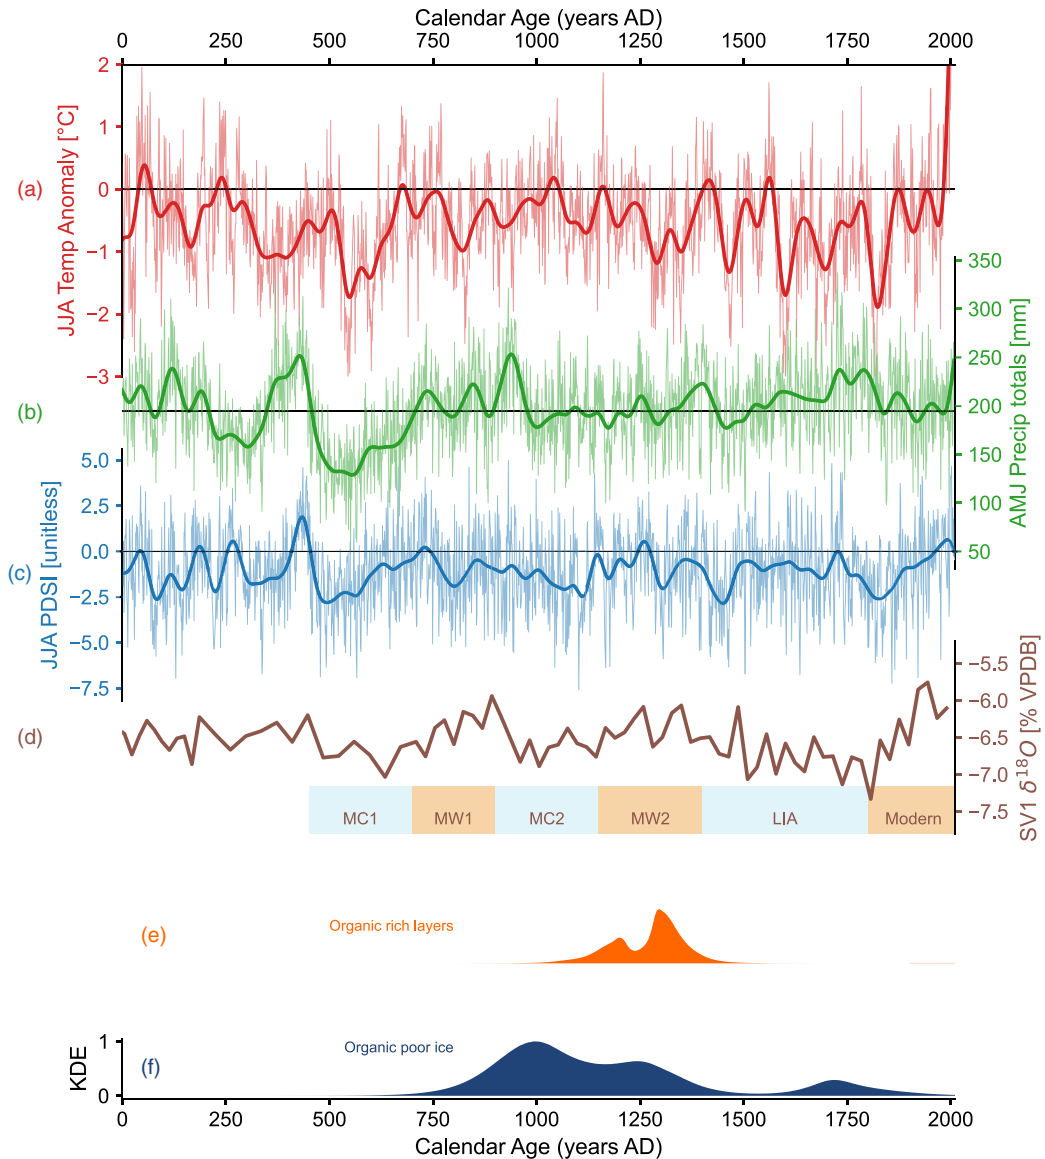 Calendar Age (years AD)
0 250 500 750 1000 1250 1500 1750 2000
(a)
JJA Temp Anomaly [°C]
2
1
0
−1
−2
−3
350
300
250
200
150
100
50
AMJ Precip totals [mm]
(b)
5.0
2.5
0.0
−2.5
−5.0
−7.5
JJA PDSI [unitless]
(c)
−5.5
−6.0
−6.5
−7.0
−7.5
SV1 δ¹⁸O [% VPDB]
(d)
MC1 MW1 MC2 MW2 LIA Modern
(e)
Organic rich layers
(f)
Organic poor ice
KDE
1
0
0 250 500 750 1000 1250 1500 1750 2000
Calendar Age (years AD)